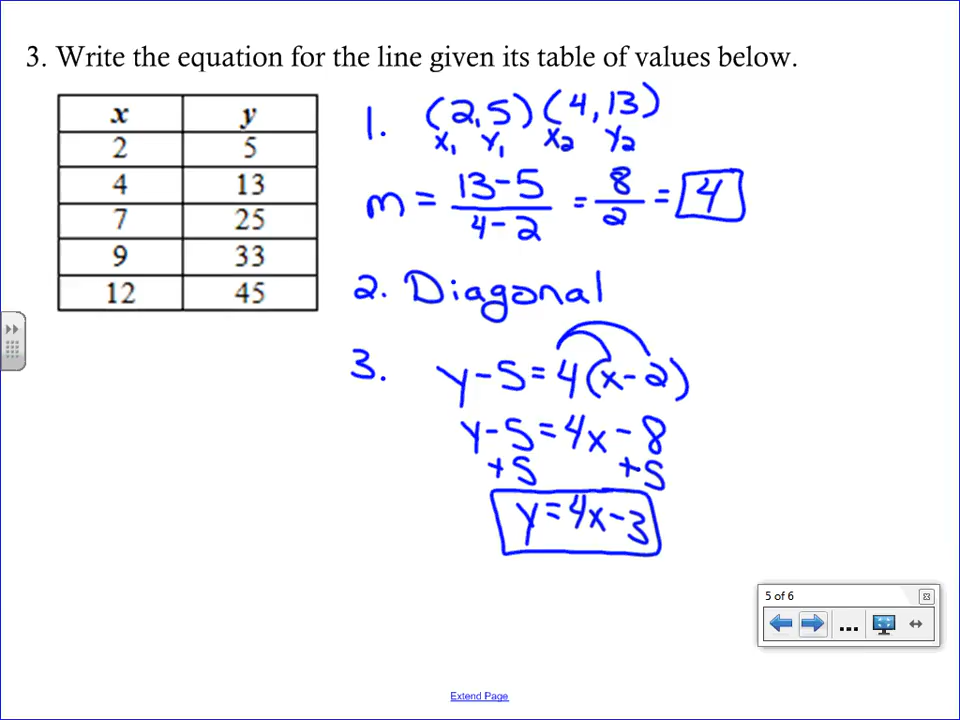 3. Write the equation for the line given its table of values below.
x y
2 5
4 13
7 25
9 33
12 45
1. (2,5) (4,13)
x₁ y₁ x₂ y₂
m = 13-5 / 4-2 = 8/2 = 4
2. Diagonal
3. y-5=4(x-2)
y-5=4x-8
+5 +5
y=4x-3
5 of 6
...
Extend Page